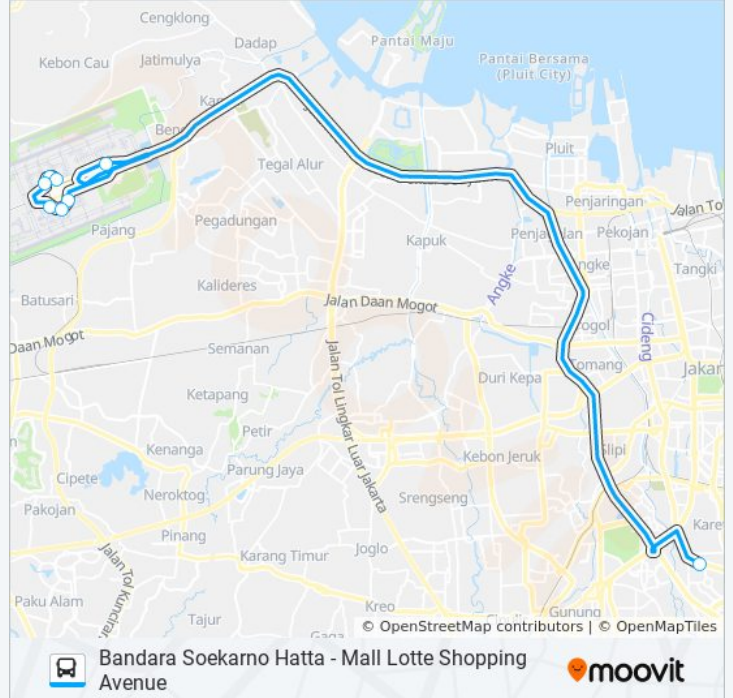 Cengklong
Dadap
Pantai Maju
Kebon Cau
Jatimulya
Pantai Bersama
(Pluit City)
Pluit
Tegal Alur
Penjaringan
Jalan Tol
Pegadungan
Pajang
Kapuk
Pekojan
Tangki
Kalideres
Angke
Batusari
Jalan Daan Mogot
Cideng
Daan Mogot
Semanan
Tomang
Duri Kepa
Ketapang
Jalan Tol Lingkar Luar Jakarta
Petir
Slipi
Kenanga
Kebon Jeruk
Parung Jaya
Cipete
Neroktog
Srengseng
Pakojan
Pinang
Karang Timur
Joglo
Jalan Tol Kunciran
Paku Alam
Kreo
Gunung
Tajur
© OpenStreetMap contributors | © OpenMapTiles
Bandara Soekarno Hatta - Mall Lotte Shopping
Avenue
moovit